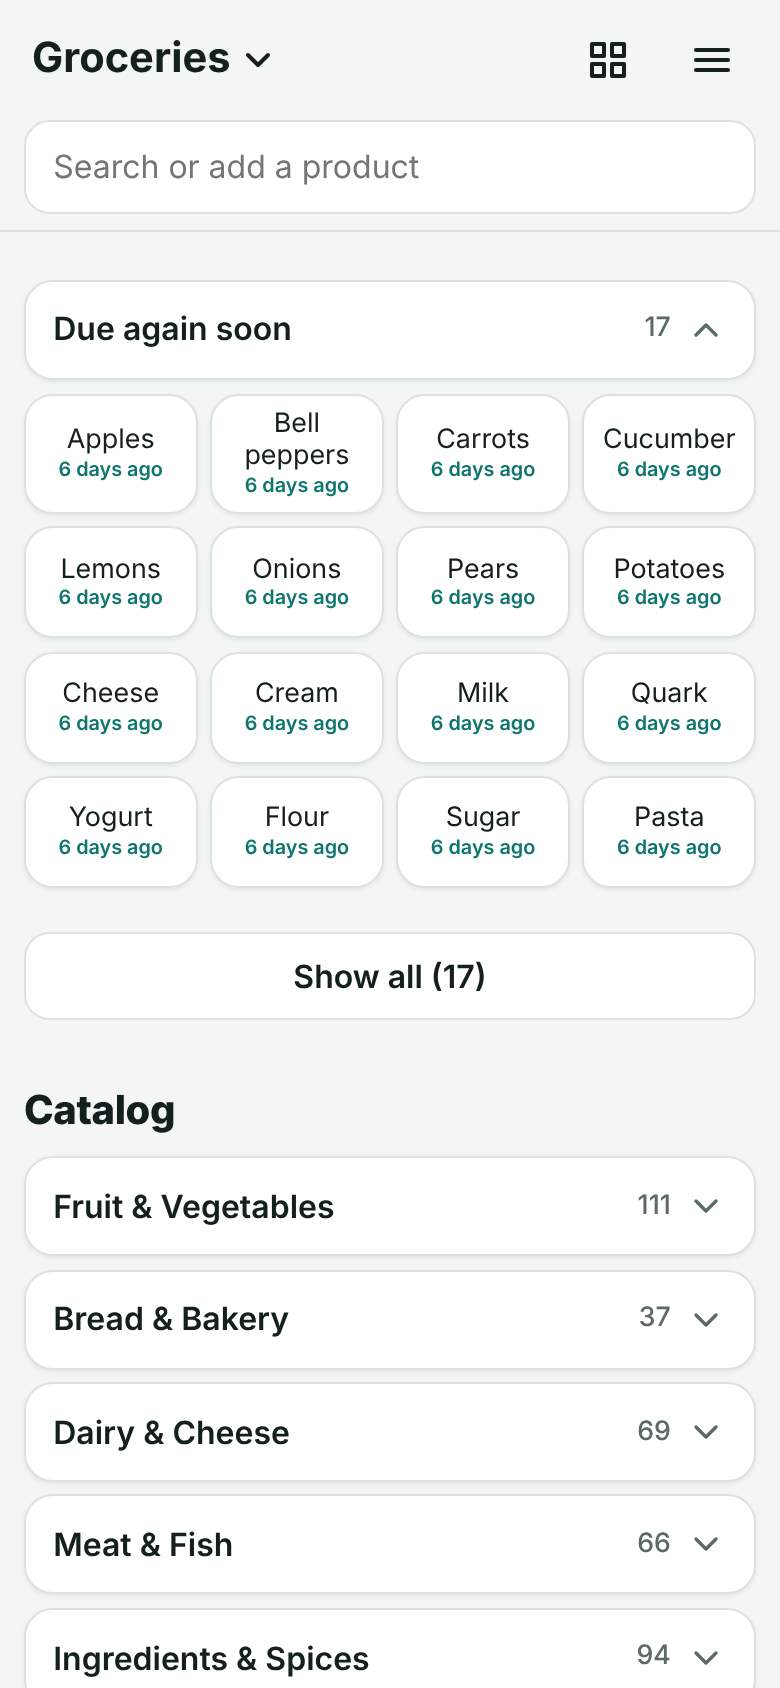 Groceries
Search or add a product
Due again soon 17
Apples
6 days ago
Bell
peppers
6 days ago
Carrots
6 days ago
Cucumber
6 days ago
Lemons
6 days ago
Onions
6 days ago
Pears
6 days ago
Potatoes
6 days ago
Cheese
6 days ago
Cream
6 days ago
Milk
6 days ago
Quark
6 days ago
Yogurt
6 days ago
Flour
6 days ago
Sugar
6 days ago
Pasta
6 days ago
Show all (17)
Catalog
Fruit & Vegetables 111
Bread & Bakery 37
Dairy & Cheese 69
Meat & Fish 66
Ingredients & Spices 94